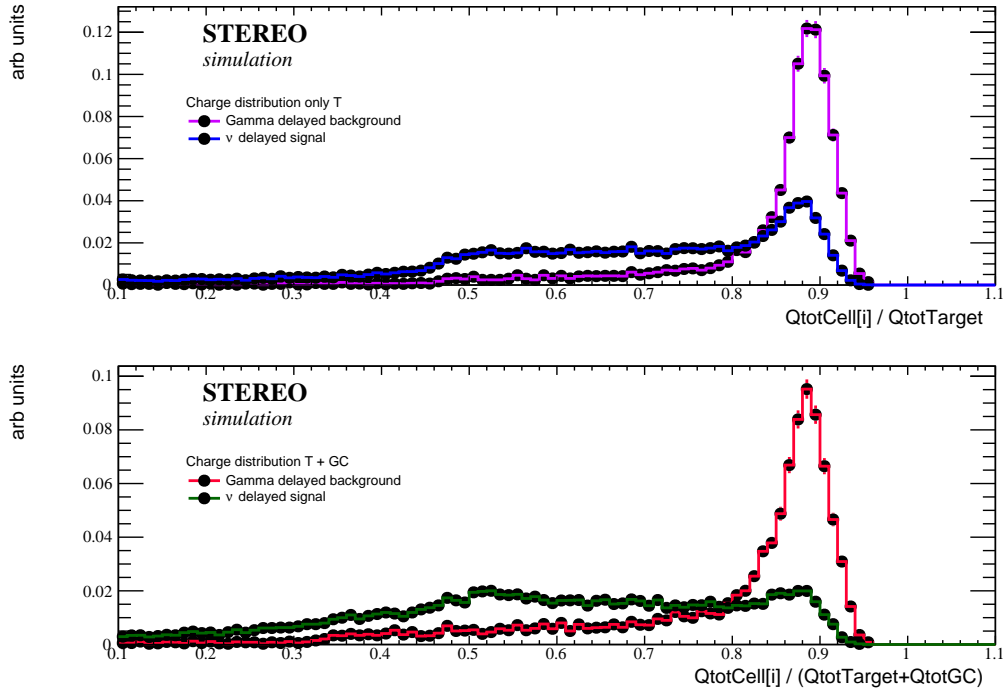 arb units
0.12
0.1
0.08
0.06
0.04
0.02
0
STEREO
simulation
Charge distribution only T
Gamma delayed background
ν delayed signal
0.1 0.2 0.3 0.4 0.5 0.6 0.7 0.8 0.9 1 1.1
QtotCell[i] / QtotTarget
arb units
0.1
0.08
0.06
0.04
0.02
0
STEREO
simulation
Charge distribution T + GC
Gamma delayed background
ν delayed signal
0.1 0.2 0.3 0.4 0.5 0.6 0.7 0.8 0.9 1 1.1
QtotCell[i] / (QtotTarget+QtotGC)